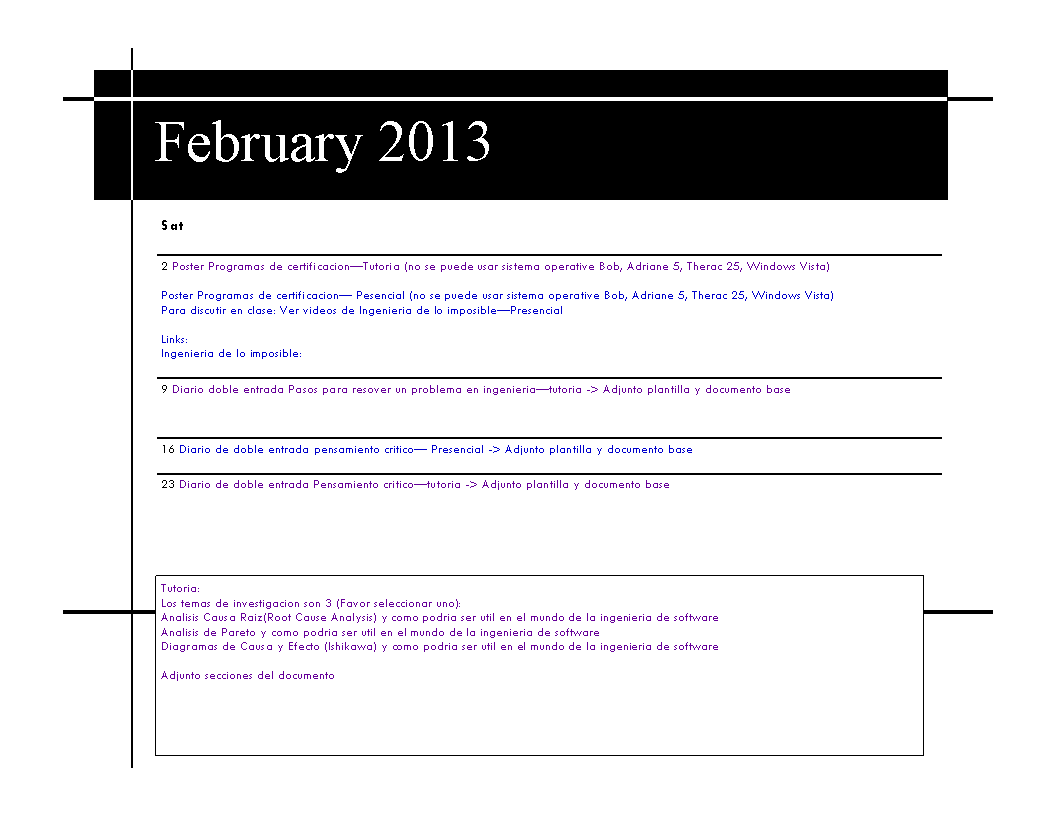 February 2013
Sat
2 Poster Programas de certificacion—Tutoria (no se puede usar sistema operative Bob, Adriane 5, Therac 25, Windows Vista)
Poster Programas de certificacion— Pesencial (no se puede usar sistema operative Bob, Adriane 5, Therac 25, Windows Vista)
Para discutir en clase: Ver videos de Ingenieria de lo imposible—Presencial
Links:
Ingenieria de lo imposible:
9 Diario doble entrada Pasos para resover un problema en ingenieria—tutoria -> Adjunto plantilla y documento base
16 Diario de doble entrada pensamiento critico— Presencial -> Adjunto plantilla y documento base
23 Diario de doble entrada Pensamiento critico—tutoria -> Adjunto plantilla y documento base
Tutoria:
Los temas de investigacion son 3 (Favor seleccionar uno):
Analisis Causa Raiz(Root Cause Analysis) y como podria ser util en el mundo de la ingenieria de software
Analisis de Pareto y como podria ser util en el mundo de la ingenieria de software
Diagramas de Causa y Efecto (Ishikawa) y como podria ser util en el mundo de la ingenieria de software
Adjunto secciones del documento